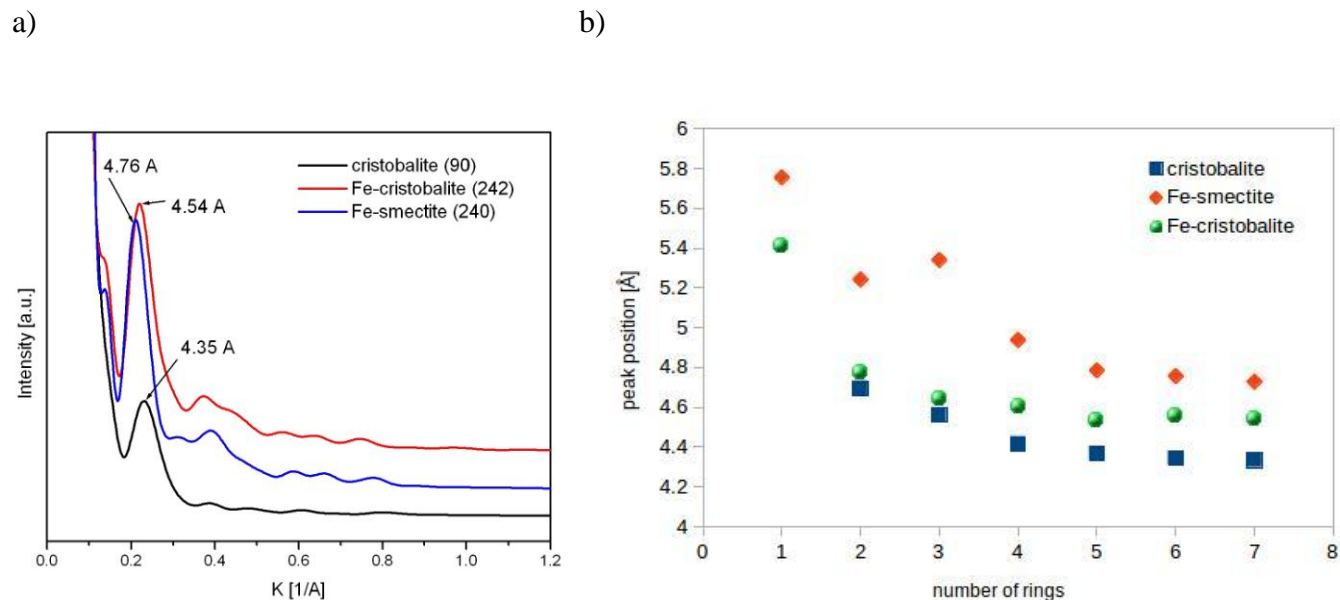 a)
b)
cristobalite (90)
Fe-cristobalite (242)
Fe-smectite (240)
4.76 A
4.54 A
4.35 A
Intensity [a.u.]
0.0 0.2 0.4 0.6 0.8 1.0 1.2
K [1/A]
6
5.8
5.6
5.4
5.2
5
4.8
4.6
4.4
4.2
4
peak position [Å]
cristobalite
Fe-smectite
Fe-cristobalite
0 1 2 3 4 5 6 7 8
number of rings